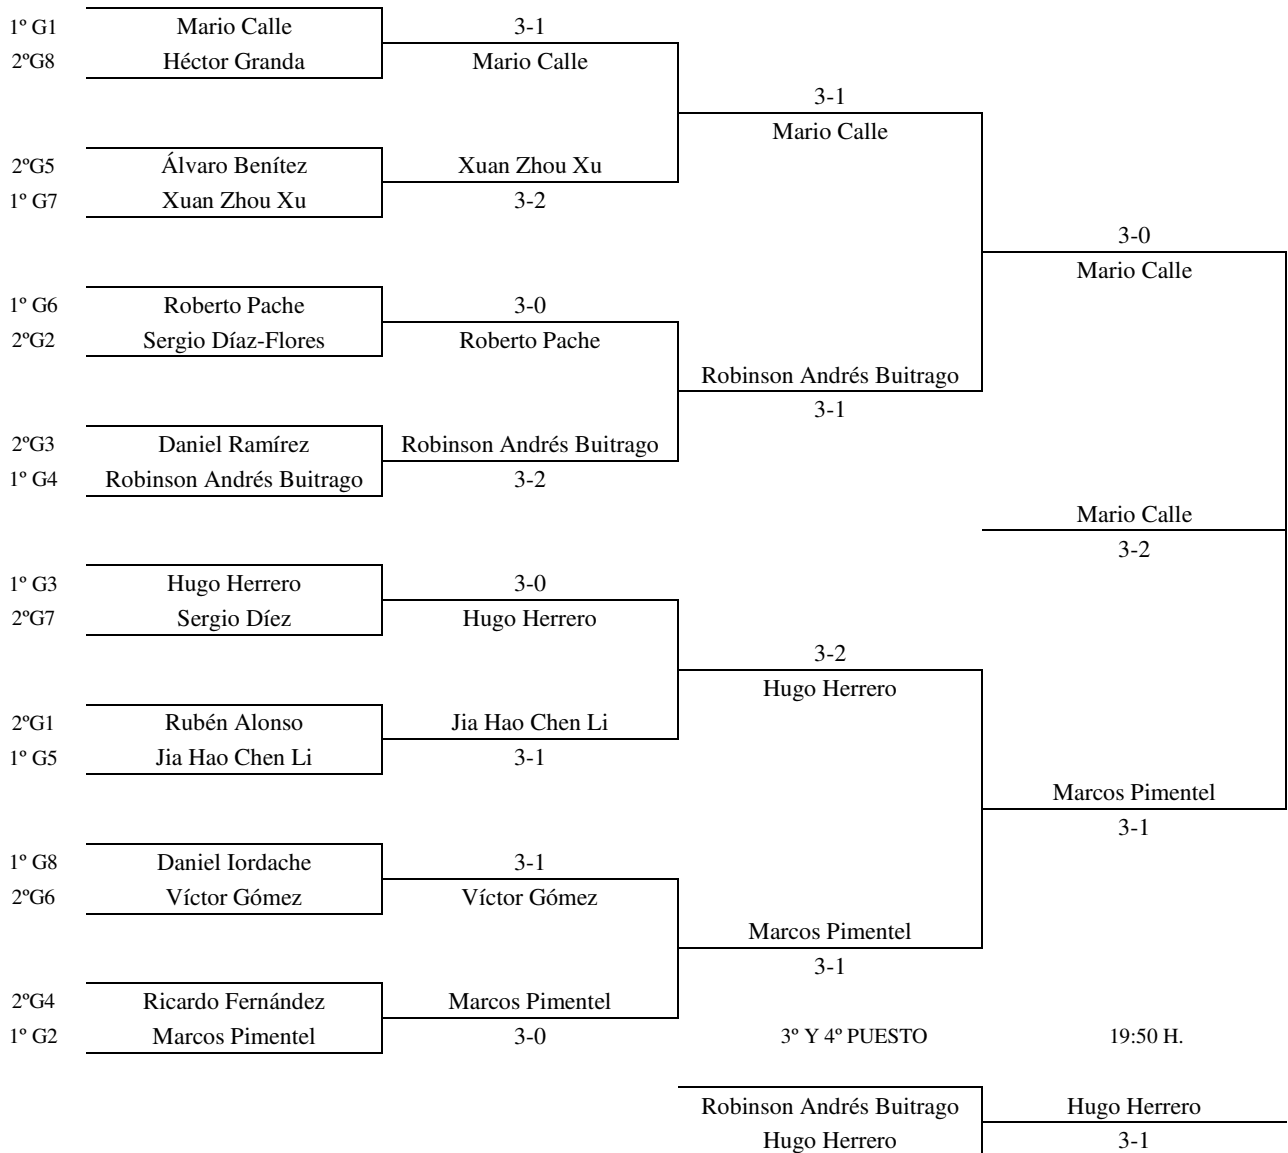 1º G1 Mario Calle 3-1
2ºG8 Héctor Granda Mario Calle
3-1
Mario Calle
2ºG5 Álvaro Benítez Xuan Zhou Xu
1º G7 Xuan Zhou Xu 3-2
3-0
Mario Calle
1º G6 Roberto Pache 3-0
2ºG2 Sergio Díaz-Flores Roberto Pache
Robinson Andrés Buitrago
3-1
2ºG3 Daniel Ramírez Robinson Andrés Buitrago
1º G4 Robinson Andrés Buitrago 3-2
Mario Calle
3-2
1º G3 Hugo Herrero 3-0
2ºG7 Sergio Díez Hugo Herrero
3-2
Hugo Herrero
2ºG1 Rubén Alonso Jia Hao Chen Li
1º G5 Jia Hao Chen Li 3-1
Marcos Pimentel
3-1
1º G8 Daniel Iordache 3-1
2ºG6 Víctor Gómez Víctor Gómez
Marcos Pimentel
3-1
2ºG4 Ricardo Fernández Marcos Pimentel
1º G2 Marcos Pimentel 3-0 3º Y 4º PUESTO 19:50 H.
Robinson Andrés Buitrago Hugo Herrero
Hugo Herrero 3-1